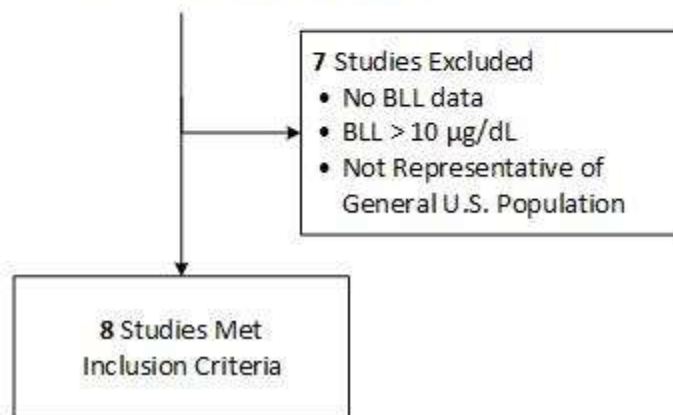 7 Studies Excluded
• No BLL data
• BLL > 10 µg/dL
• Not Representative of
General U.S. Population
8 Studies Met
Inclusion Criteria